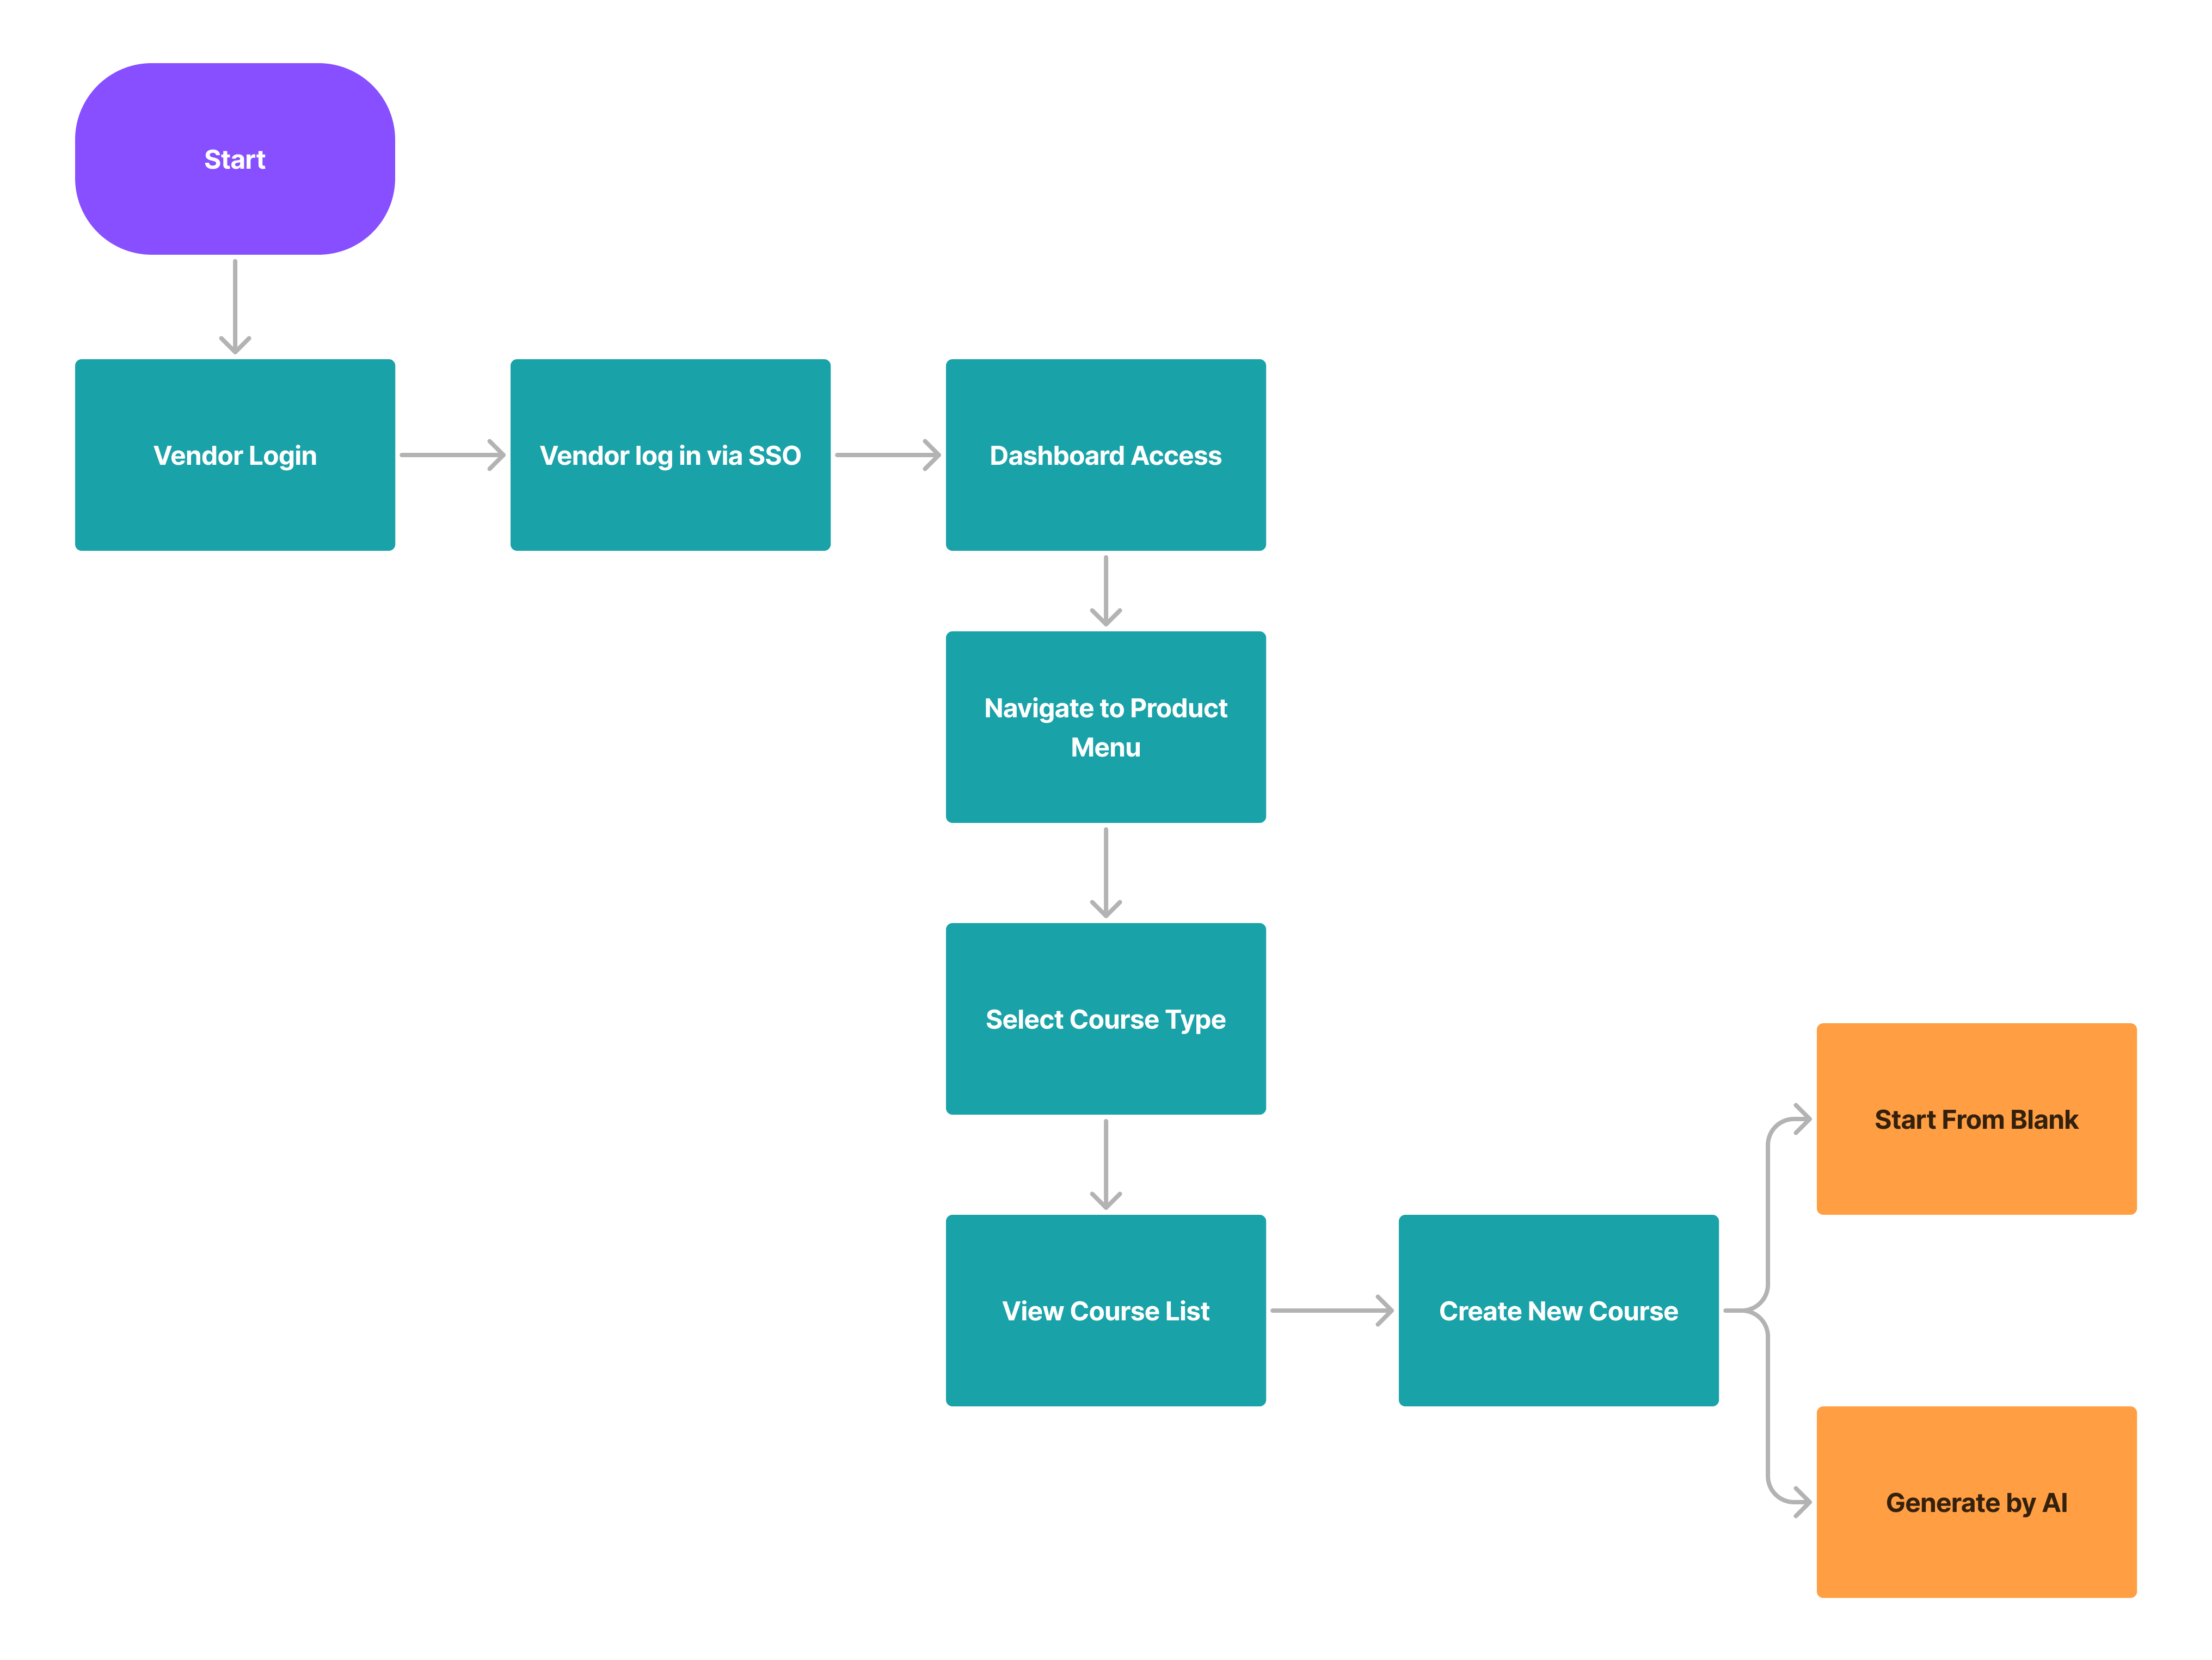 Start
Vendor Login
Vendor log in via SSO
Dashboard Access
Navigate to Product
Menu
Select Course Type
View Course List
Create New Course
Start From Blank
Generate by AI